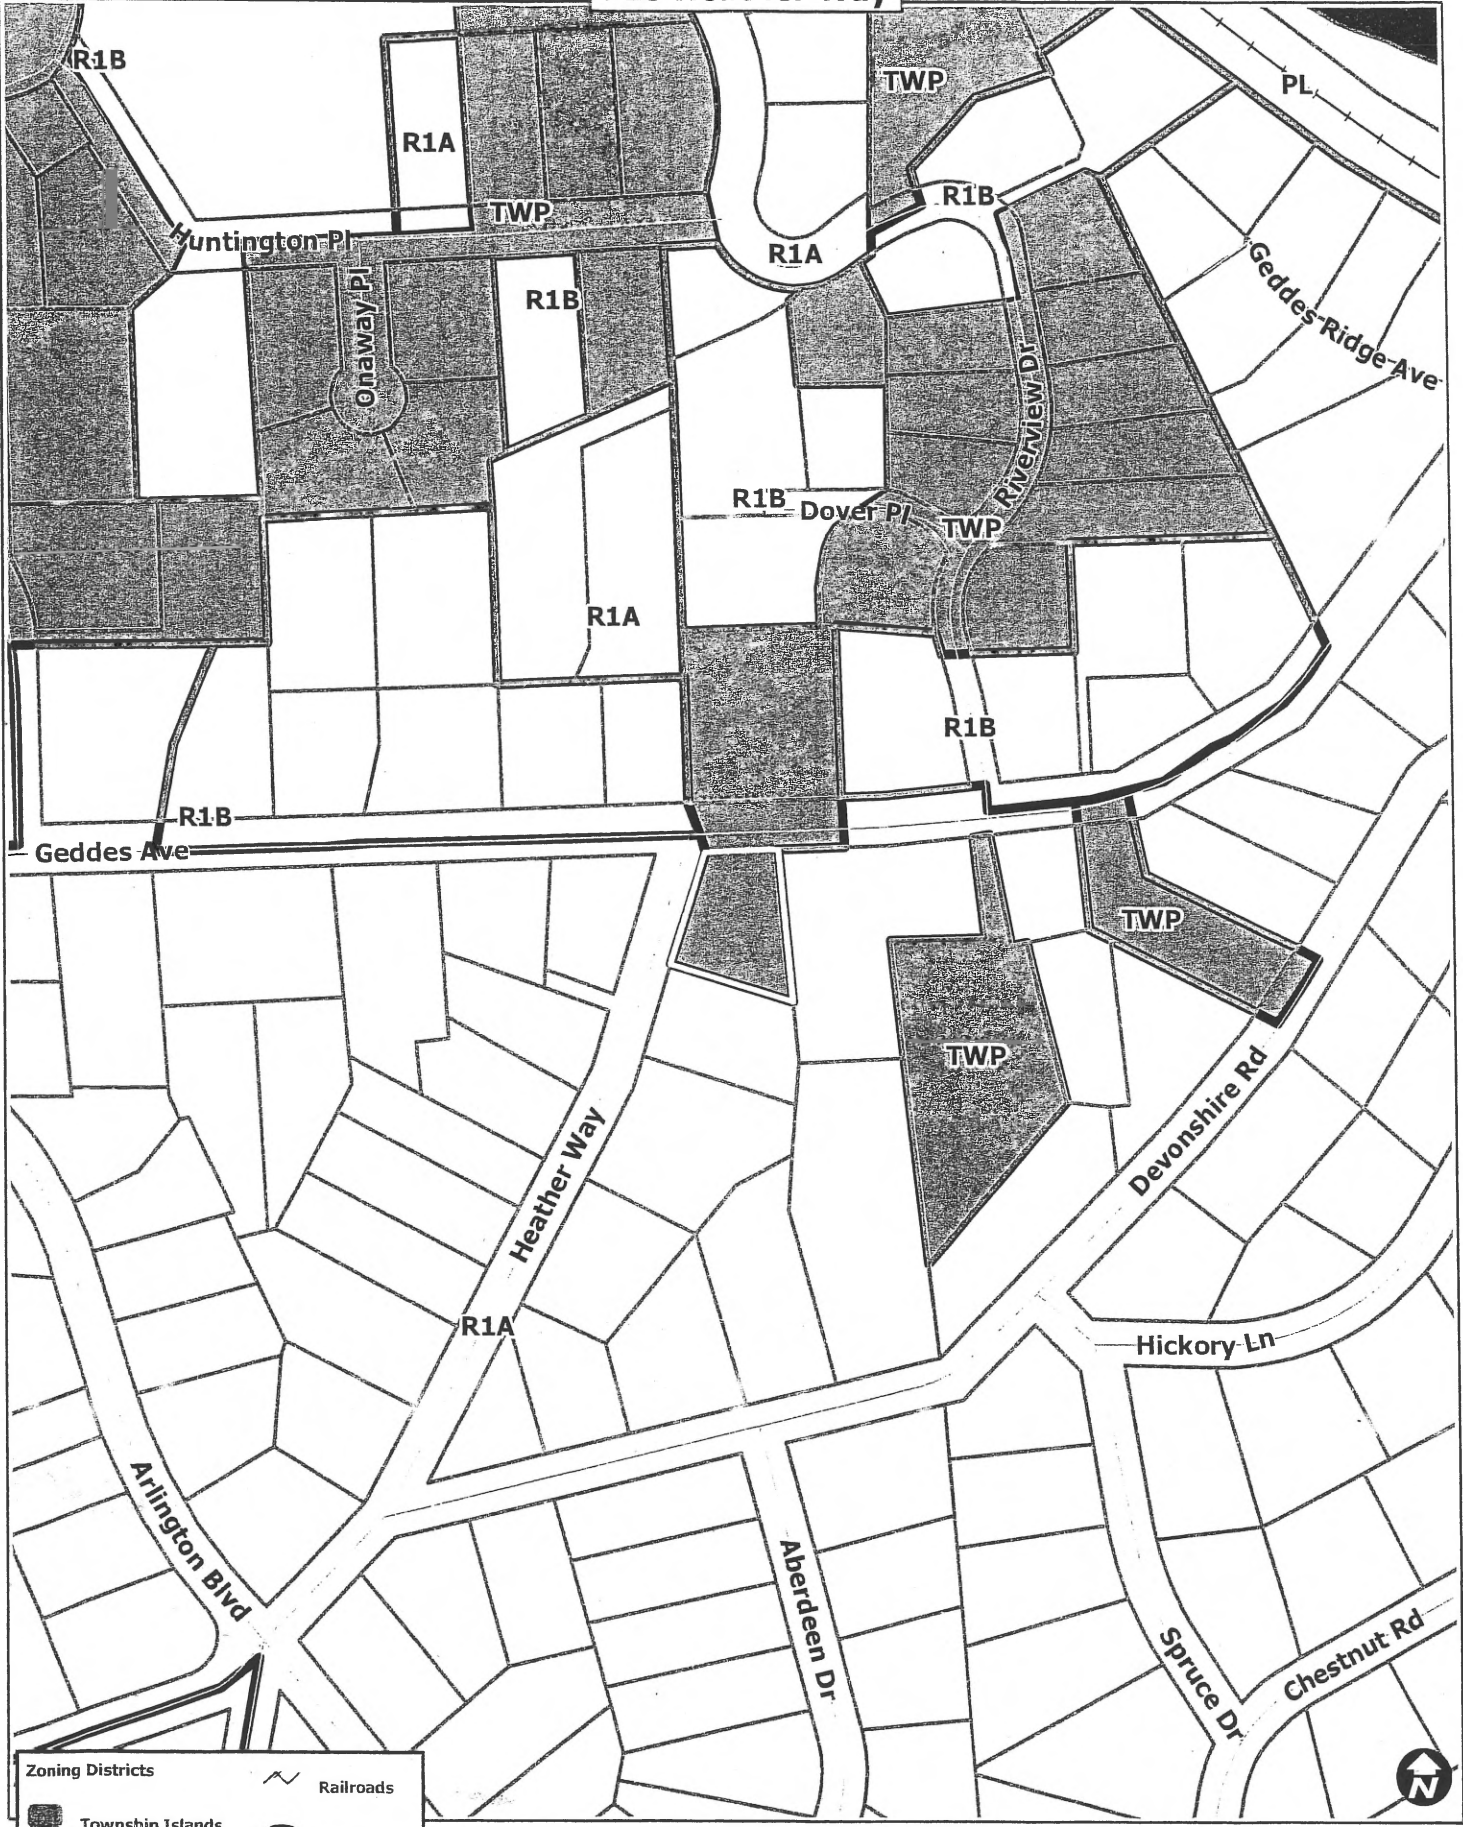 R1B
TWP
PL
R1A
R1B
TWP
Huntington Pl
R1A
Geddes Ridge Ave
R1B
Onaway Pl
Riverview Dr
R1B
Dover Pl
TWP
R1A
R1B
R1B
Geddes Ave
TWP
TWP
Devonshire Rd
Heather Way
R1A
Hickory Ln
Arlington Blvd
Aberdeen Dr
Spruce Dr
Chestnut Rd
Zoning Districts
Railroads
Township Islands
N